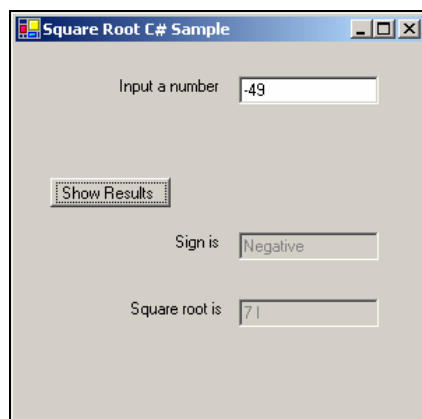 Square Root C# Sample
Input a number -49
Show Results
Sign is Negative
Square root is 7 I